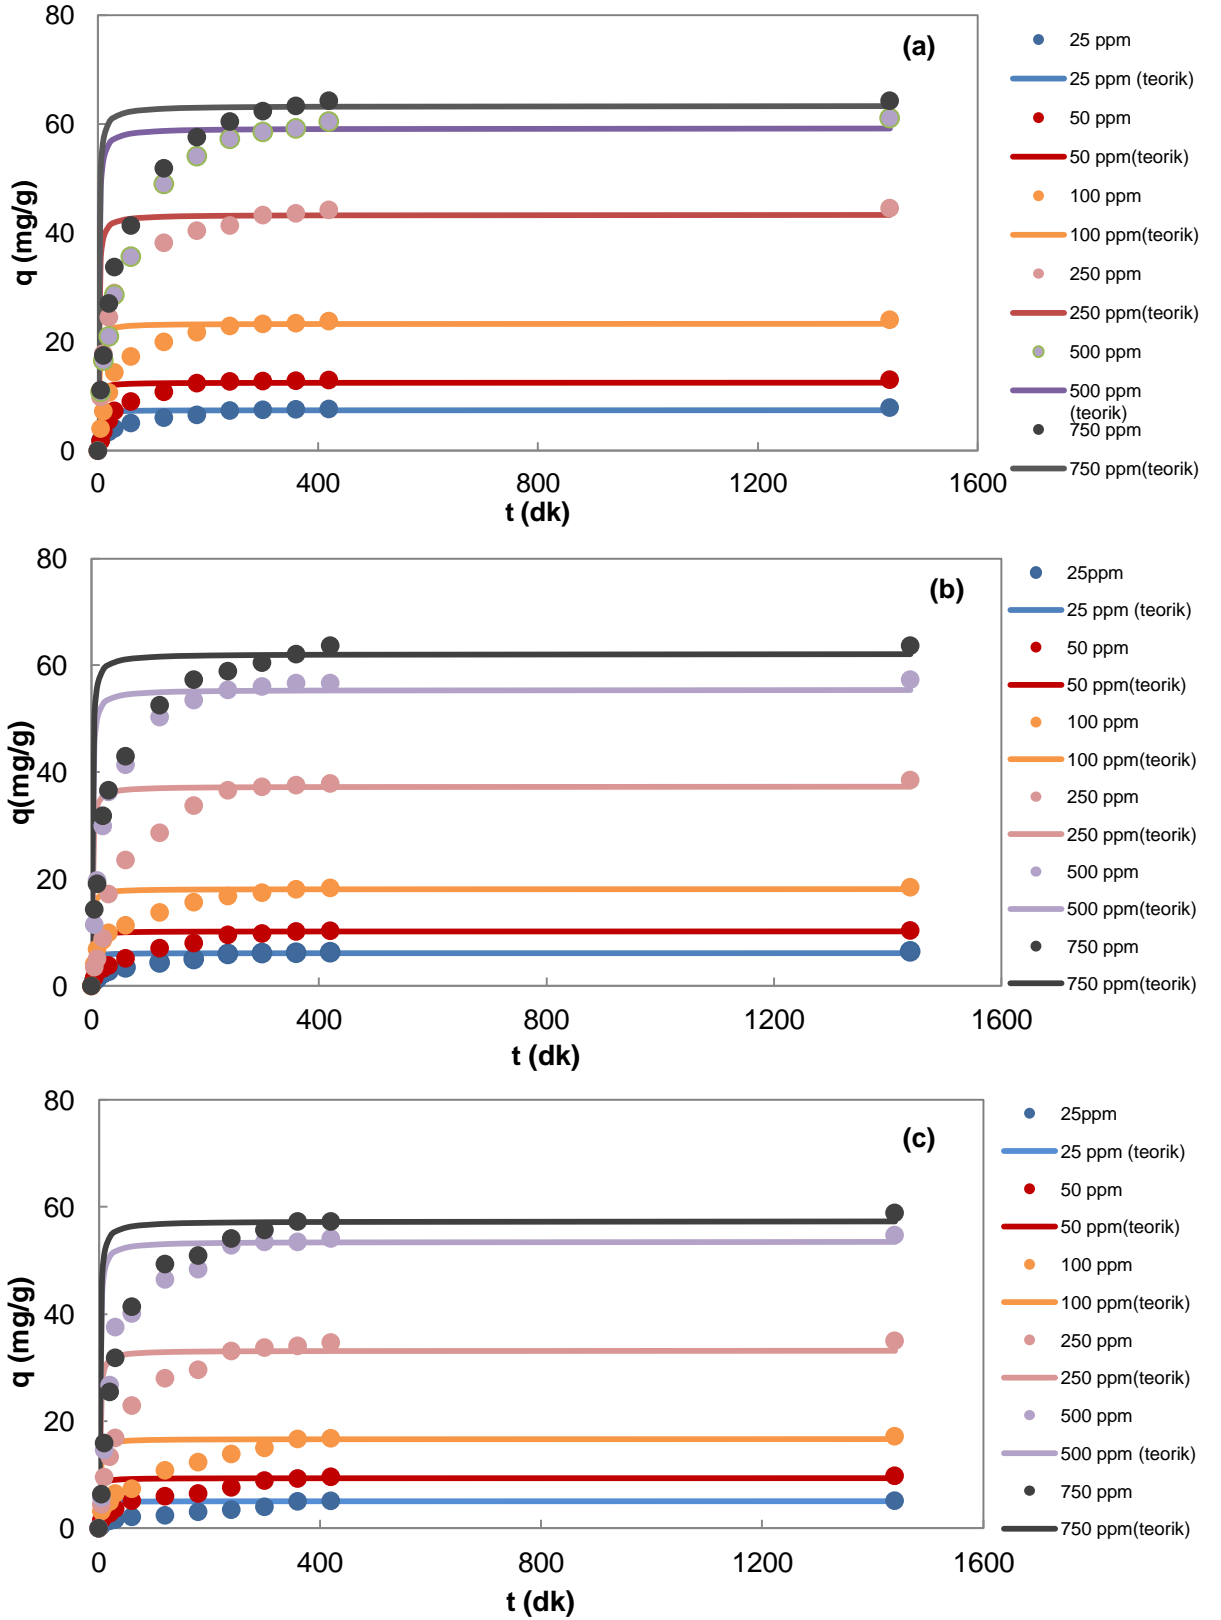 80
60
40
20
0
q (mg/g)
(a)
0
400
800
1200
1600
t (dk)
25 ppm
25 ppm (teorik)
50 ppm
50 ppm(teorik)
100 ppm
100 ppm(teorik)
250 ppm
250 ppm(teorik)
500 ppm
500 ppm
(teorik)
750 ppm
750 ppm(teorik)
80
60
40
20
0
q(mg/g)
(b)
0
400
800
1200
1600
t (dk)
25ppm
25 ppm (teorik)
50 ppm
50 ppm(teorik)
100 ppm
100 ppm(teorik)
250 ppm
250 ppm(teorik)
500 ppm
500 ppm(teorik)
750 ppm
750 ppm(teorik)
80
60
40
20
0
q (mg/g)
(c)
0
400
800
1200
1600
t (dk)
25ppm
25 ppm (teorik)
50 ppm
50 ppm(teorik)
100 ppm
100 ppm(teorik)
250 ppm
250 ppm(teorik)
500 ppm
500 ppm (teorik)
750 ppm
750 ppm(teorik)